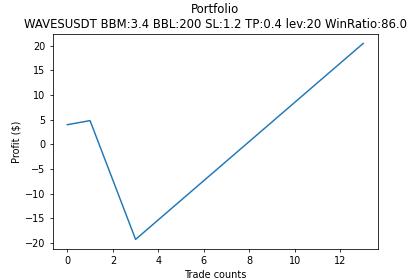 Portfolio
WAVESUSDT BBM:3.4 BBL:200 SL:1.2 TP:0.4 lev:20 WinRatio:86.0
20
15
10
5
0
−5
−10
−15
−20
Profit ($)
0 2 4 6 8 10 12
Trade counts